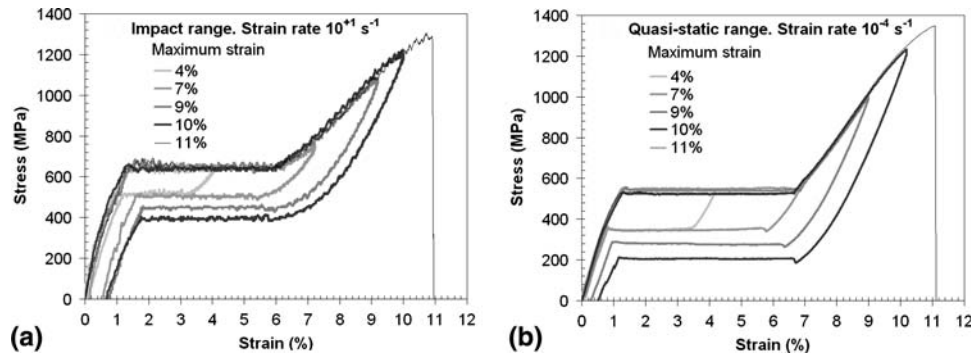 Impact range. Strain rate 10⁺¹ s⁻¹
Maximum strain
4%
7%
9%
10%
11%
Stress (MPa)
1400
1200
1000
800
600
400
200
0
0 1 2 3 4 5 6 7 8 9 10 11 12
Strain (%)
(a)
Quasi-static range. Strain rate 10⁻⁴ s⁻¹
Maximum strain
4%
7%
9%
10%
11%
Stress (MPa)
1400
1200
1000
800
600
400
200
0
0 1 2 3 4 5 6 7 8 9 10 11 12
Strain (%)
(b)